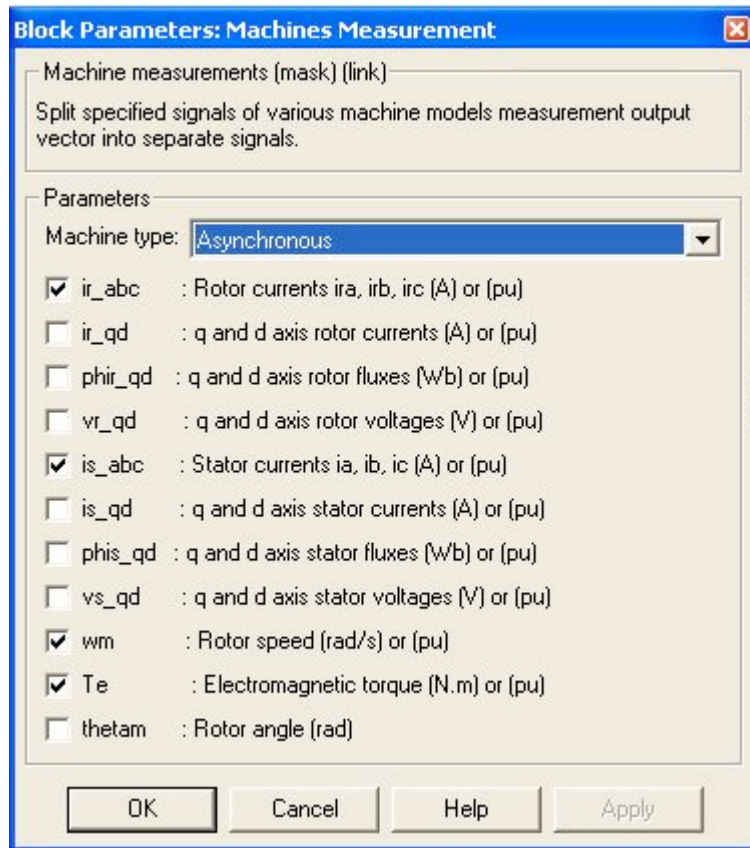 Block Parameters: Machines Measurement
Machine measurements (mask) (link)
Split specified signals of various machine models measurement output
vector into separate signals.
Parameters
Machine type: Asynchronous
ir_abc : Rotor currents ira, irb, irc (A) or (pu)
ir_qd : q and d axis rotor currents (A) or (pu)
phir_qd : q and d axis rotor fluxes (Wb) or (pu)
vr_qd : q and d axis rotor voltages (V) or (pu)
is_abc : Stator currents ia, ib, ic (A) or (pu)
is_qd : q and d axis stator currents (A) or (pu)
phis_qd : q and d axis stator fluxes (Wb) or (pu)
vs_qd : q and d axis stator voltages (V) or (pu)
wm : Rotor speed (rad/s) or (pu)
Te : Electromagnetic torque (N.m) or (pu)
thetam : Rotor angle (rad)
OK Cancel Help Apply